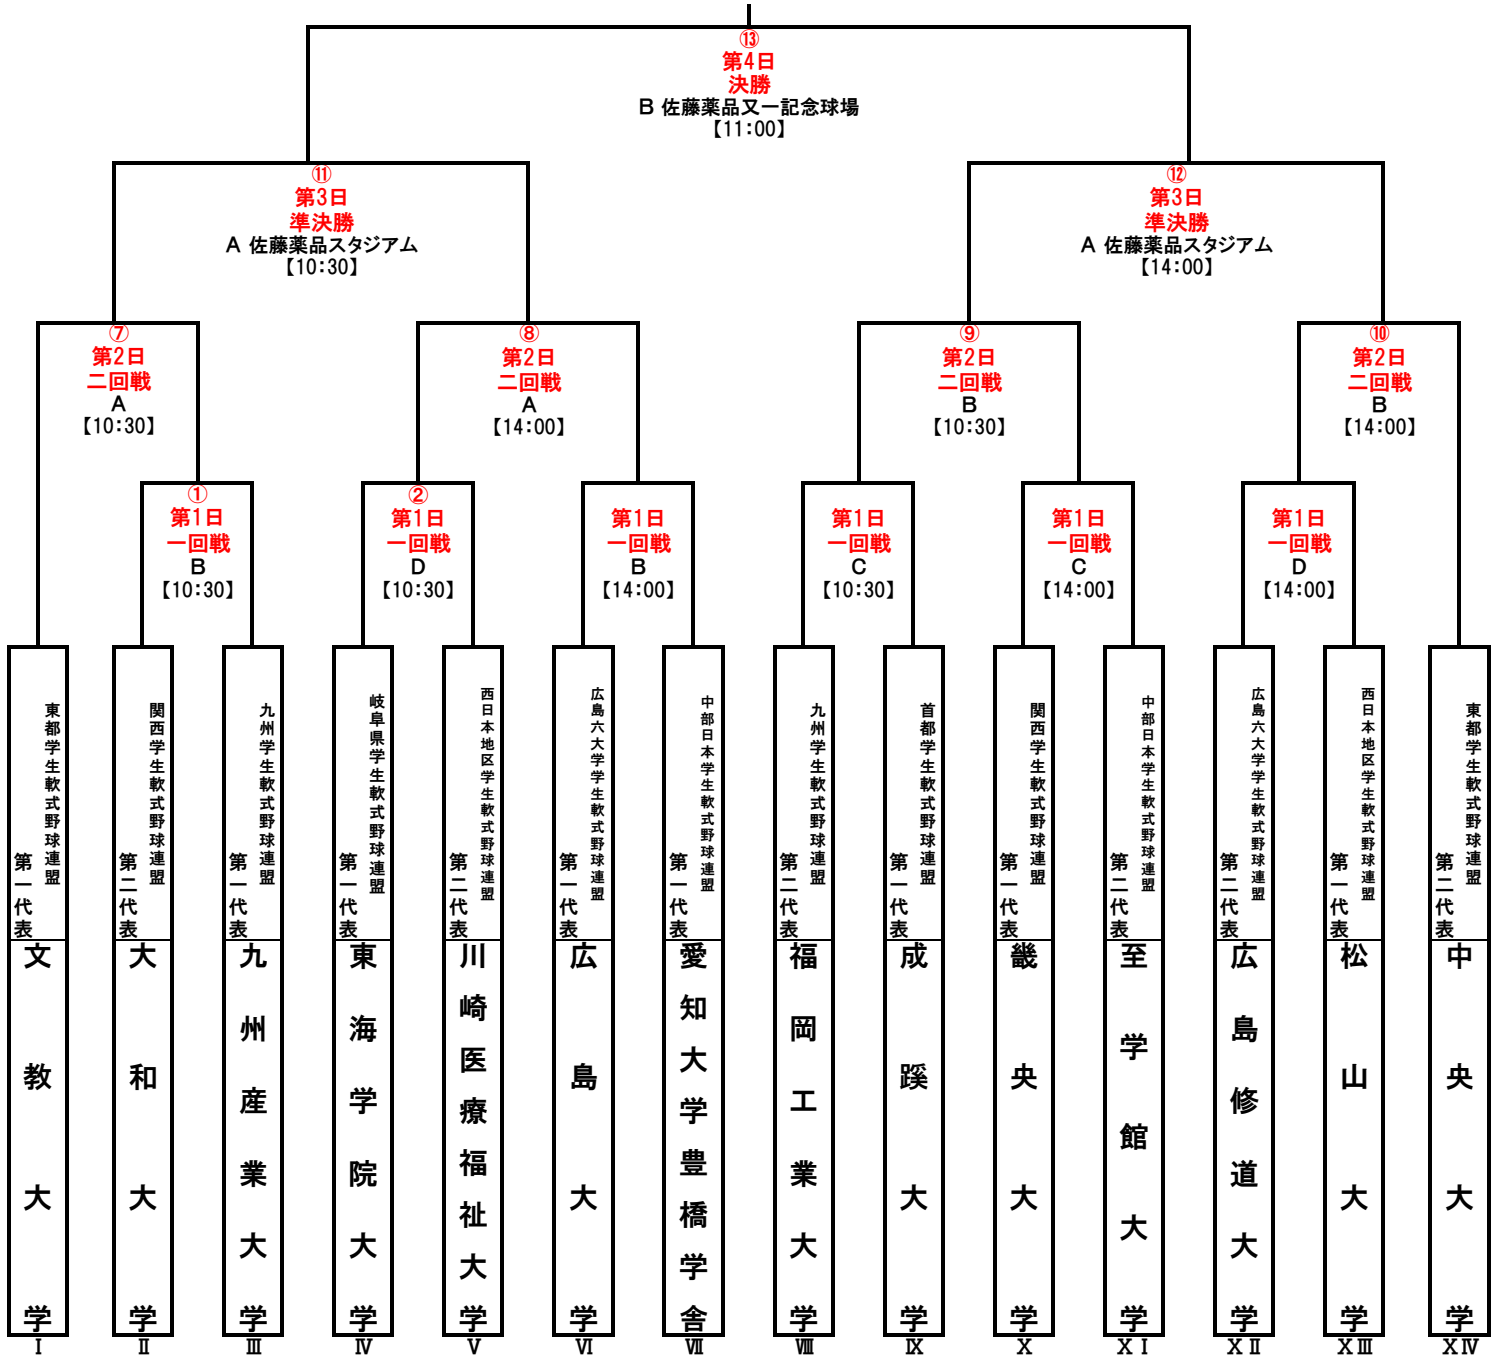 ⑬
第4日
決勝
B 佐藤薬品又一記念球場
【11:00】
⑪
第3日
準決勝
A 佐藤薬品スタジアム
【10:30】
⑫
第3日
準決勝
A 佐藤薬品スタジアム
【14:00】
⑦
第2日
二回戦
A
【10:30】
⑧
第2日
二回戦
A
【14:00】
⑨
第2日
二回戦
B
【10:30】
⑩
第2日
二回戦
B
【14:00】
①
第1日
一回戦
B
【10:30】
②
第1日
一回戦
D
【10:30】
第1日
一回戦
B
【14:00】
第1日
一回戦
C
【10:30】
第1日
一回戦
C
【14:00】
第1日
一回戦
D
【14:00】
東都学生軟式野球連盟
第一代表
文教大学
Ⅰ
関西学生軟式野球連盟
第二代表
大和大学
Ⅱ
九州学生軟式野球連盟
第一代表
九州産業大学
Ⅲ
岐阜県学生軟式野球連盟
第一代表
東海学院大学
Ⅳ
西日本地区学生軟式野球連盟
第二代表
川崎医療福祉大学
Ⅴ
広島六大学学生軟式野球連盟
第一代表
広島大学
Ⅵ
中部日本学生軟式野球連盟
第一代表
愛知大学豊橋学舎
Ⅶ
九州学生軟式野球連盟
第二代表
福岡工業大学
Ⅷ
首都学生軟式野球連盟
第一代表
成蹊大学
Ⅸ
関西学生軟式野球連盟
第一代表
畿央大学
Ⅹ
中部日本学生軟式野球連盟
第二代表
至学館大学
ⅩⅠ
広島六大学学生軟式野球連盟
第二代表
広島修道大学
ⅩⅡ
西日本地区学生軟式野球連盟
第一代表
松山大学
ⅩⅢ
東都学生軟式野球連盟
第二代表
中央大学
ⅩⅣ